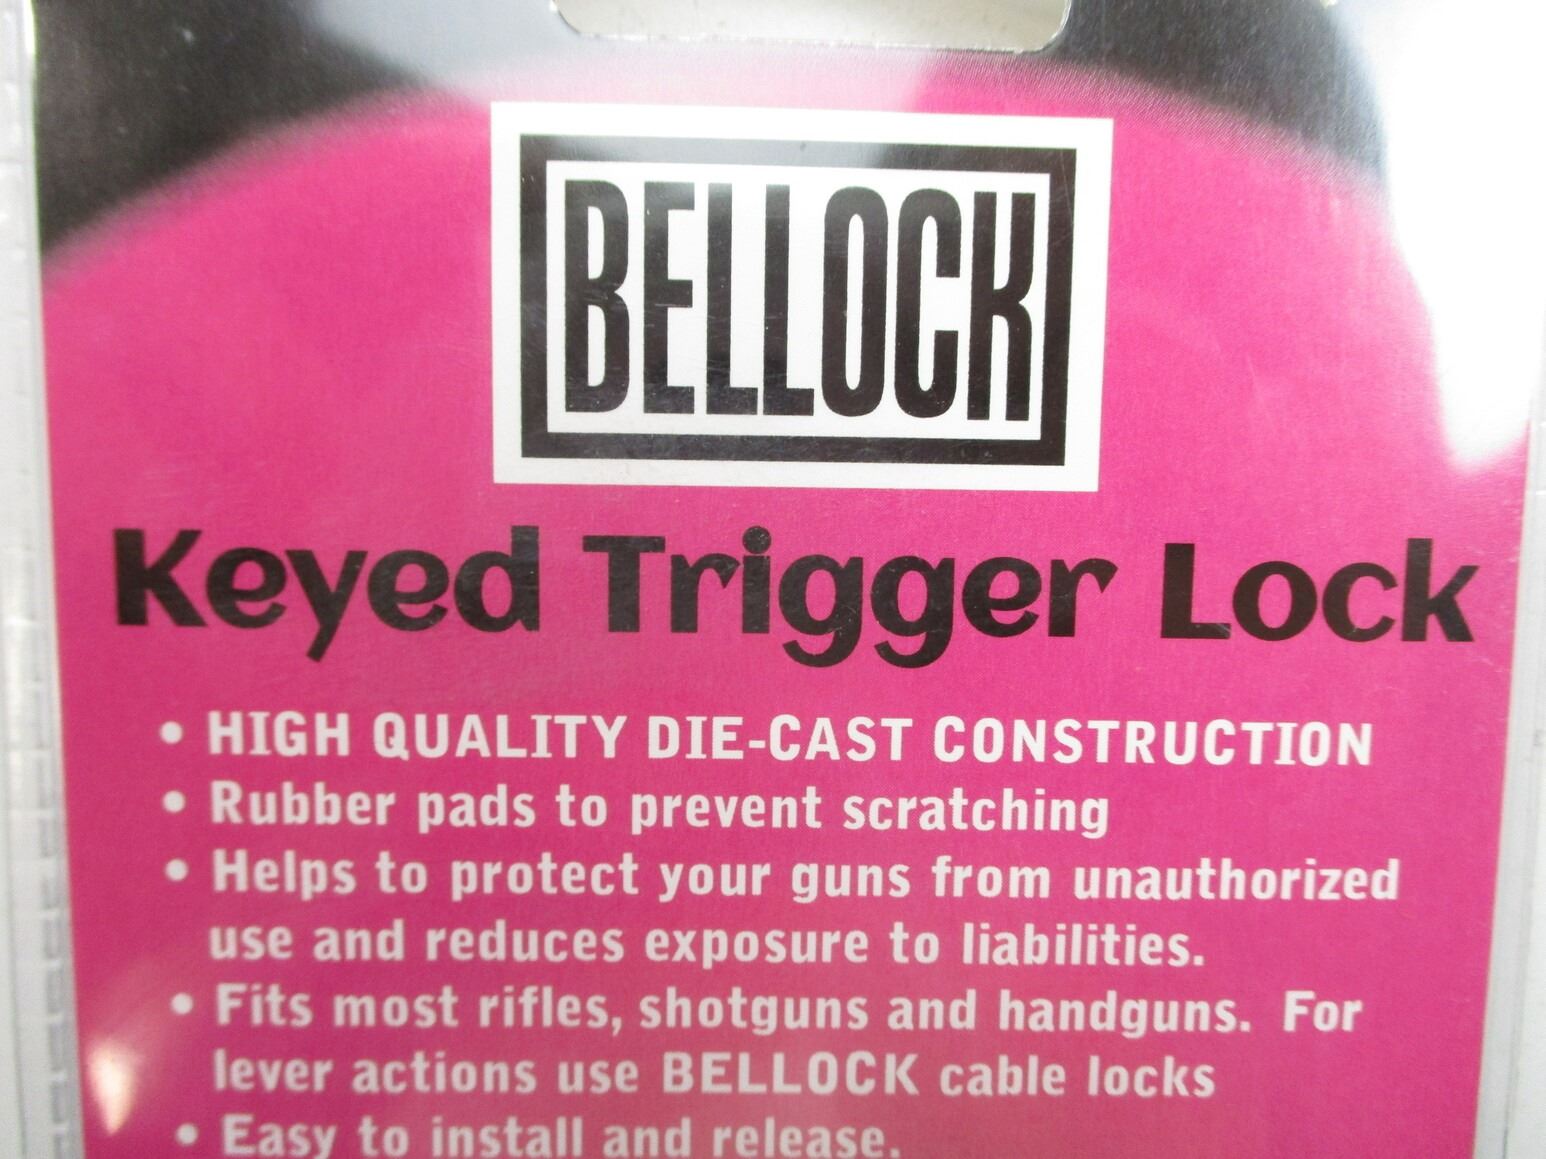 BELLOCK
Keyed Trigger Lock
• HIGH QUALITY DIE-CAST CONSTRUCTION
• Rubber pads to prevent scratching
• Helps to protect your guns from unauthorized
use and reduces exposure to liabilities.
• Fits most rifles, shotguns and handguns. For
lever actions use BELLOCK cable locks
• Easy to install and release.